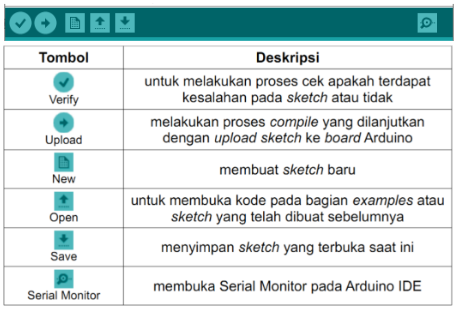 Tombol Deskripsi
Verify
untuk melakukan proses cek apakah terdapat
kesalahan pada sketch atau tidak
Upload
melakukan proses compile yang dilanjutkan
dengan upload sketch ke board Arduino
New
membuat sketch baru
Open
untuk membuka kode pada bagian examples atau
sketch yang telah dibuat sebelumnya
Save
menyimpan sketch yang terbuka saat ini
Serial Monitor
membuka Serial Monitor pada Arduino IDE